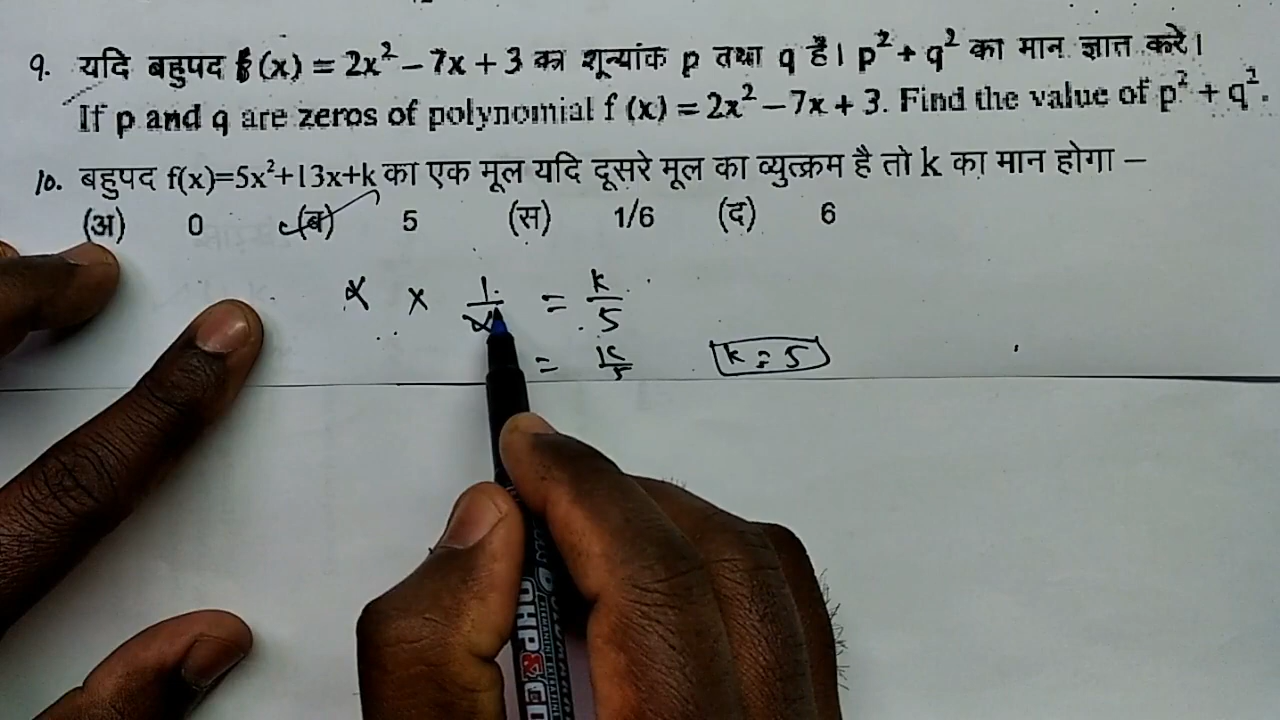 9. यदि बहुपद f(x) = 2x² – 7x + 3 का शून्यांक p तथा q है। p² + q² का मान ज्ञात करे।
If p and q are zeros of polynomial f (x) = 2x² – 7x + 3. Find the value of p² + q².
10. बहुपद f(x)=5x²+13x+k का एक मूल यदि दूसरे मूल का व्युत्क्रम है तो k का मान होगा –
(अ) 0 (ब) 5 (स) 1/6 (द) 6
α × 1/α = k/5
= k/5 k = 5